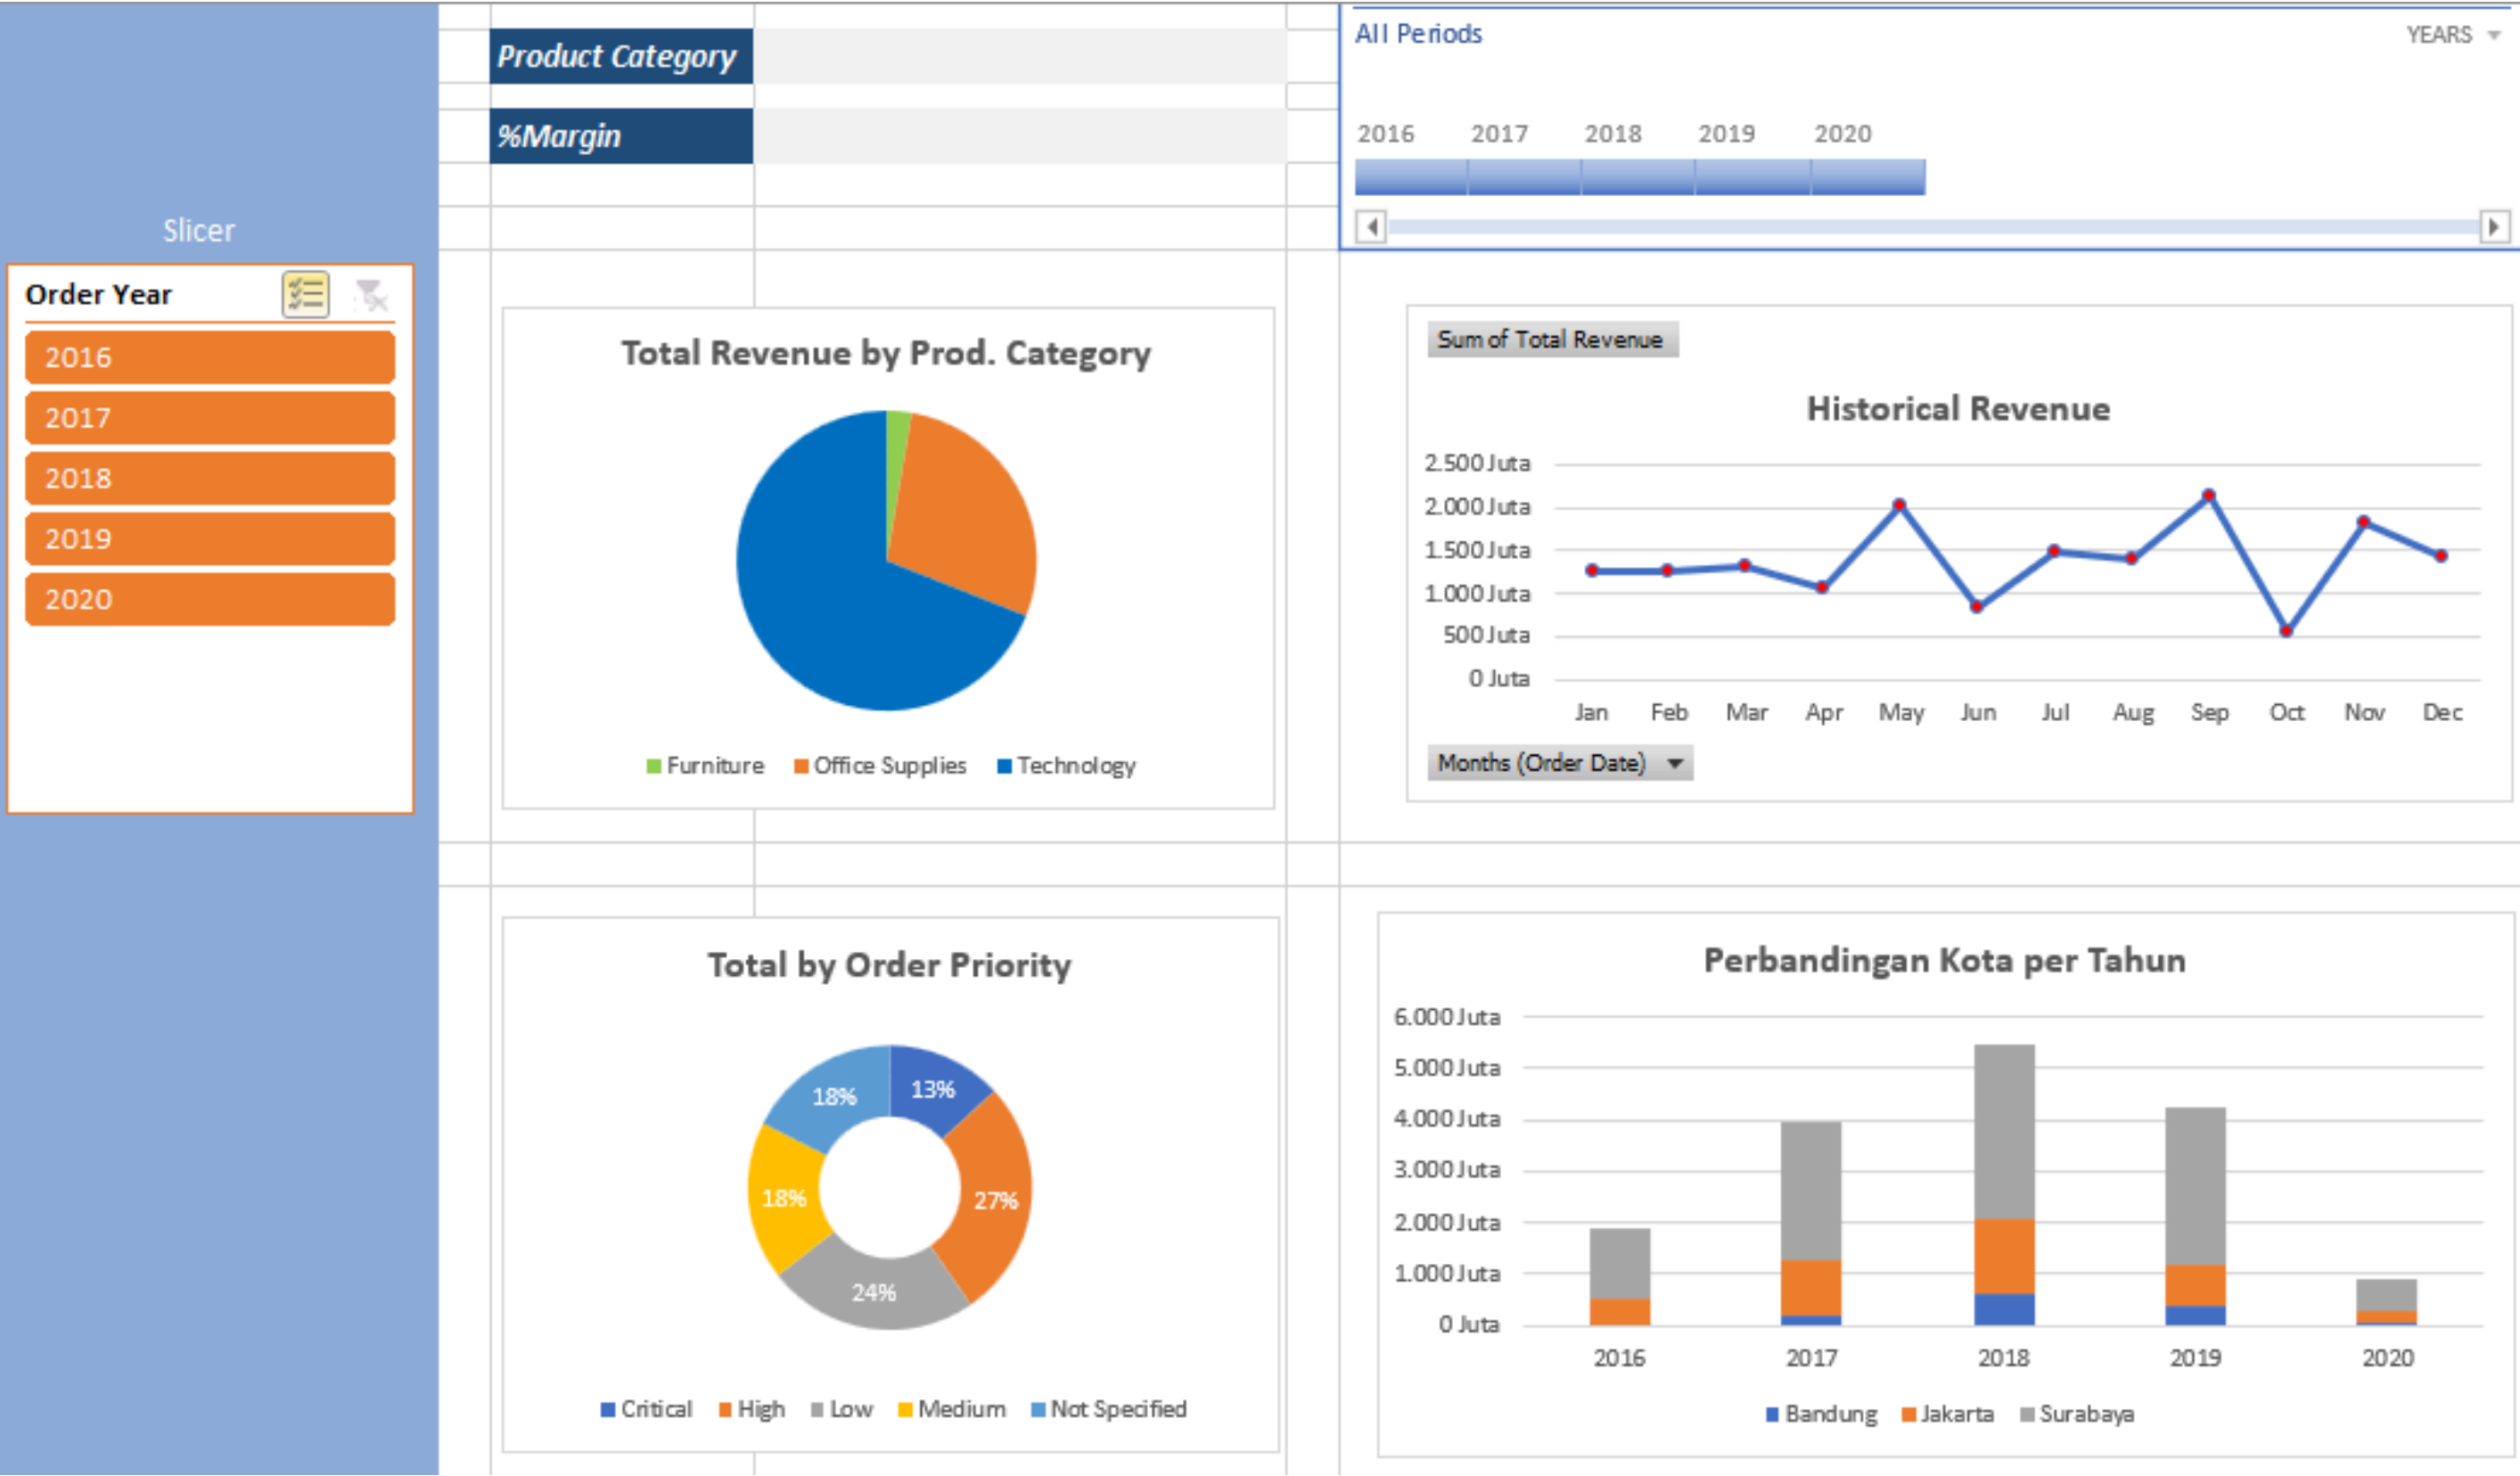 Product Category
%Margin
All Periods
YEARS
2016 2017 2018 2019 2020
Slicer
Order Year
2016
2017
2018
2019
2020
Total Revenue by Prod. Category
Furniture Office Supplies Technology
Sum of Total Revenue
Historical Revenue
2.500 Juta
2.000 Juta
1.500 Juta
1.000 Juta
500 Juta
0 Juta
Jan Feb Mar Apr May Jun Jul Aug Sep Oct Nov Dec
Months (Order Date)
Total by Order Priority
18% 13%
18% 27%
24%
Critical High Low Medium Not Specified
Perbandingan Kota per Tahun
6.000 Juta
5.000 Juta
4.000 Juta
3.000 Juta
2.000 Juta
1.000 Juta
0 Juta
2016 2017 2018 2019 2020
Bandung Jakarta Surabaya